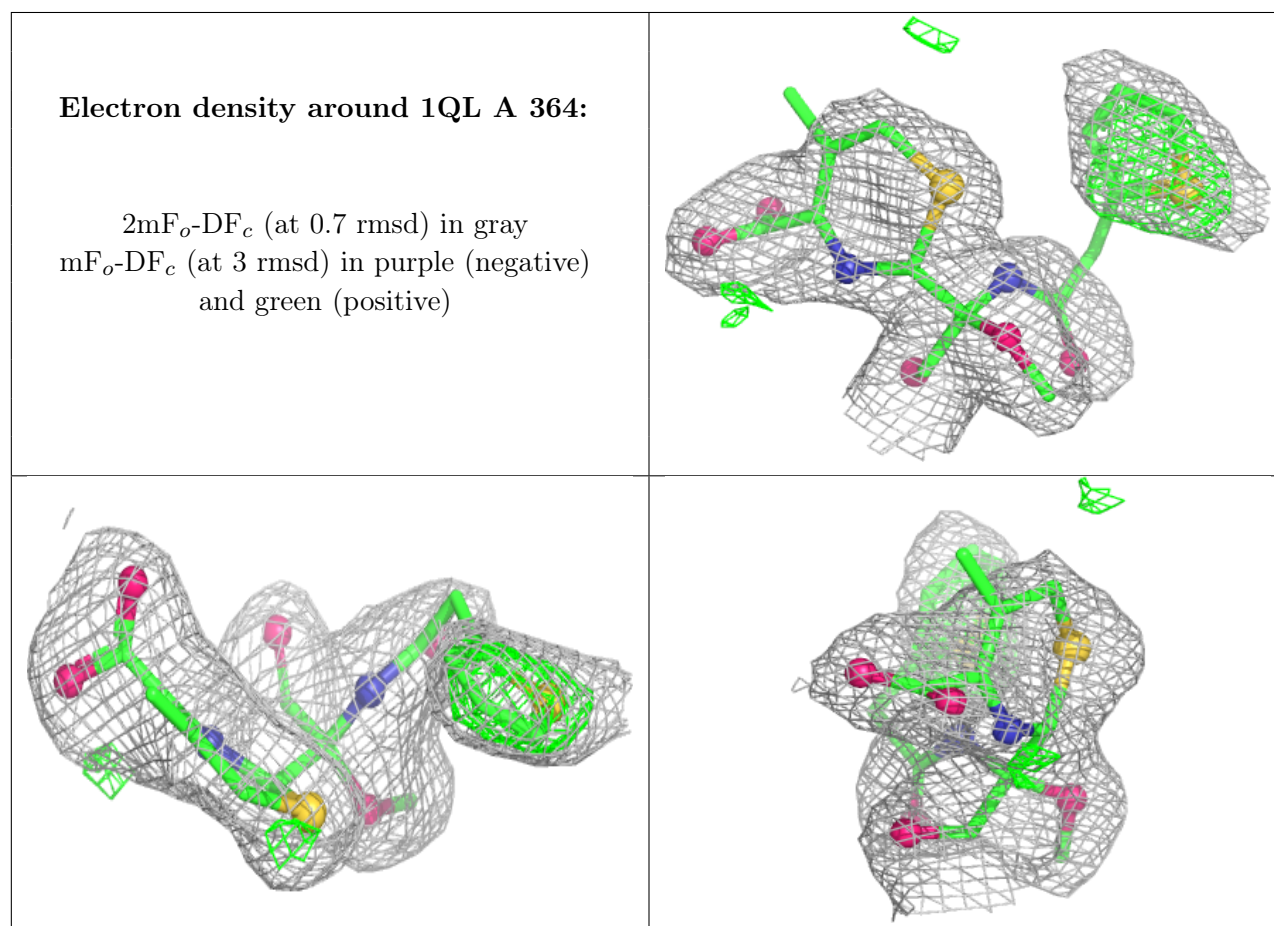 Electron density around 1QL A 364:
2mFo-DFc (at 0.7 rmsd) in gray
mFo-DFc (at 3 rmsd) in purple (negative)
and green (positive)